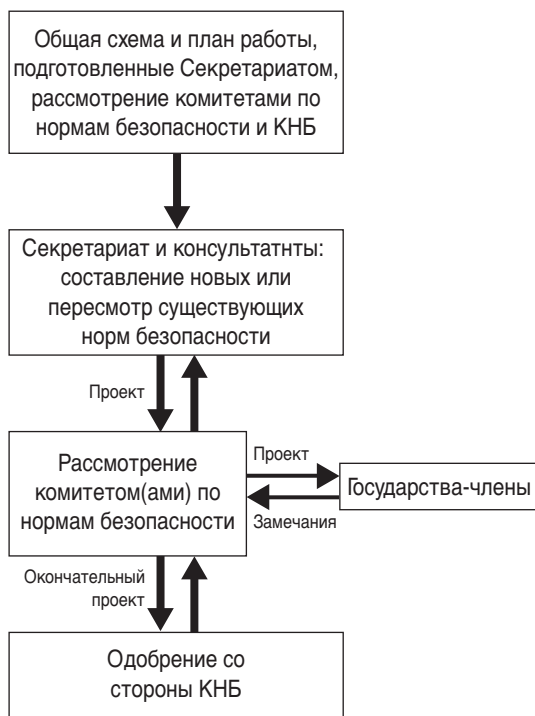 Общая схема и план работы,
подготовленные Секретариатом,
рассмотрение комитетами по
нормам безопасности и КНБ
Секретариат и консультатнты:
составление новых или
пересмотр существующих
норм безопасности
Проект
Рассмотрение
комитетом(ами) по
нормам безопасности
Проект
Государства-члены
Замечания
Окончательный
проект
Одобрение со
стороны КНБ